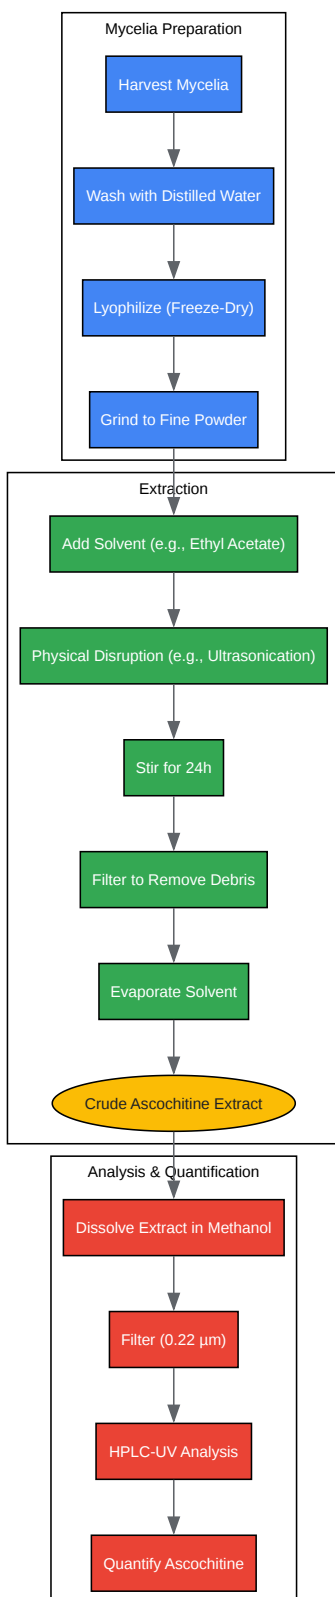 Mycelia Preparation
Harvest Mycelia
Wash with Distilled Water
Lyophilize (Freeze-Dry)
Grind to Fine Powder
Extraction
Add Solvent (e.g., Ethyl Acetate)
Physical Disruption (e.g., Ultrasonication)
Stir for 24h
Filter to Remove Debris
Evaporate Solvent
Crude Ascochitine Extract
Analysis & Quantification
Dissolve Extract in Methanol
Filter (0.22 µm)
HPLC-UV Analysis
Quantify Ascochitine